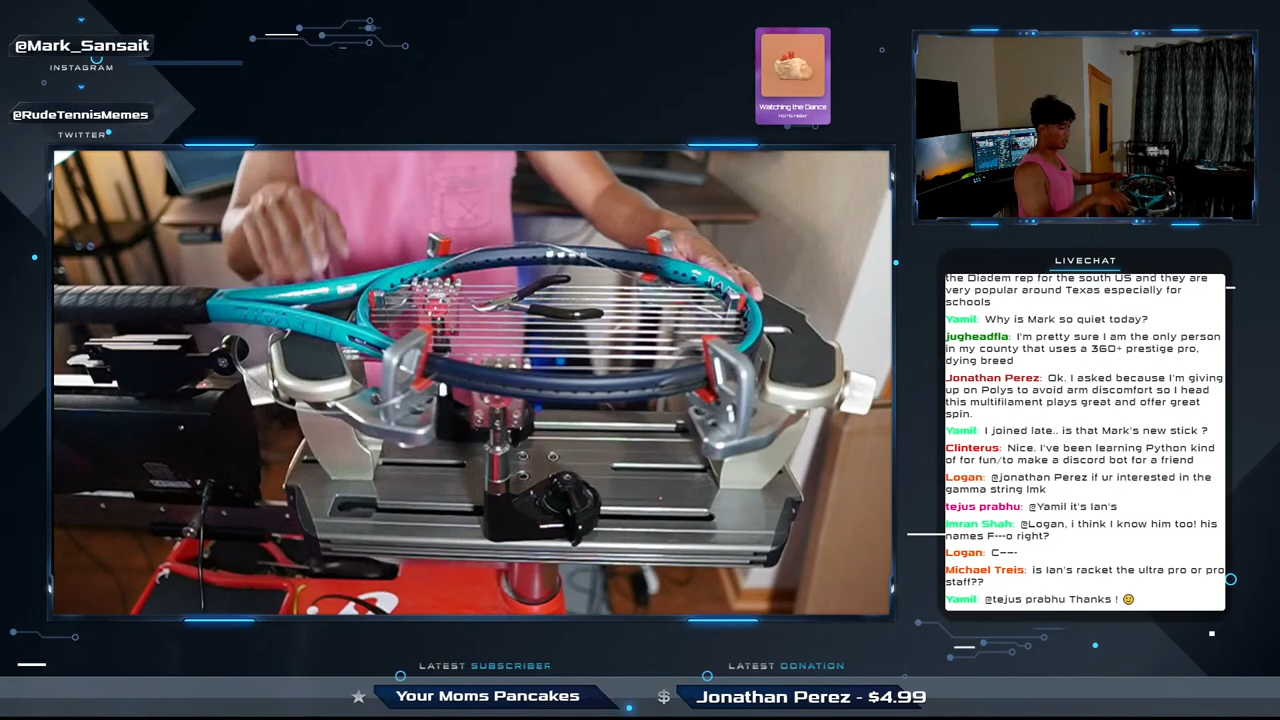 @Mark_Sansait
INSTAGRAM
@RudeTennisMemes
TWITTER
Watching the Dance
LIVECHAT
the Diadem rep for the south US and they are
very popular around Texas especially for
schools
Yamil: Why is Mark so quiet today?
jugheadfla: I'm pretty sure I am the only person
in my county that uses a 360+ prestige pro,
dying breed
Jonathan Perez: Ok. I asked because I'm giving
up on Polys to avoid arm discomfort so I head
this multifilament plays great and offer great
spin.
Yamil: I joined late.. is that Mark's new stick ?
Clinterus: Nice. I've been learning Python kind
of for fun/to make a discord bot for a friend
Logan: @jonathan Perez if ur interested in the
gamma string lmk
tejus prabhu: @Yamil it's Ian's
Imran Shah: @Logan, i think I know him too! his
names F---o right?
Logan: C---
Michael Treis: is Ian's racket the ultra pro or pro
staff??
Yamil: @tejus prabhu Thanks ! 😊
LATEST SUBSCRIBER
Your Moms Pancakes
LATEST DONATION
$ Jonathan Perez - $4.99